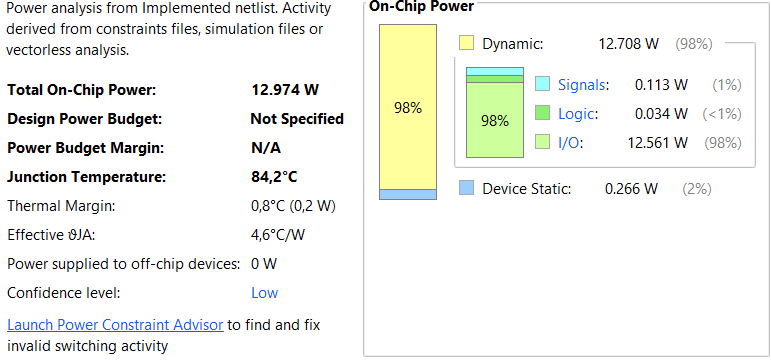 Power analysis from Implemented netlist. Activity
derived from constraints files, simulation files or
vectorless analysis.
Total On-Chip Power: 12.974 W
Design Power Budget: Not Specified
Power Budget Margin: N/A
Junction Temperature: 84,2°C
Thermal Margin: 0,8°C (0,2 W)
Effective ϑJA: 4,6°C/W
Power supplied to off-chip devices: 0 W
Confidence level: Low
Launch Power Constraint Advisor to find and fix
invalid switching activity
On-Chip Power
98%
Dynamic: 12.708 W (98%)
98%
Signals: 0.113 W (1%)
Logic: 0.034 W (<1%)
I/O: 12.561 W (98%)
Device Static: 0.266 W (2%)